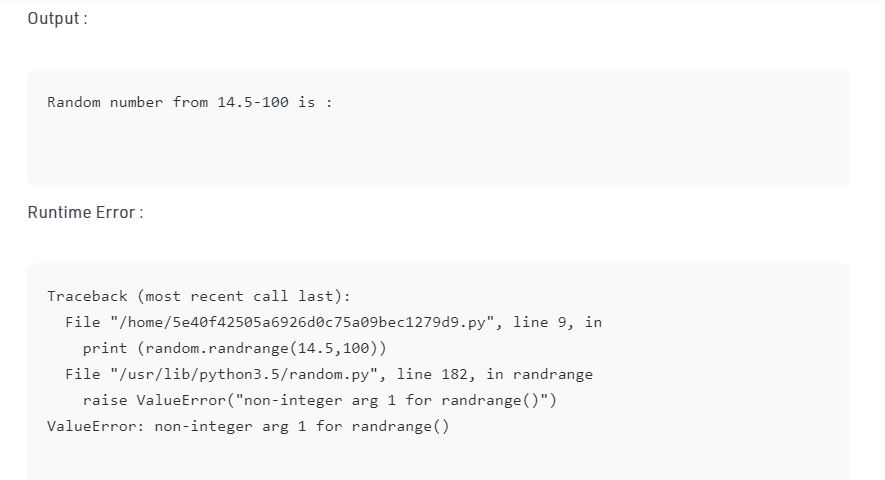 Output :
Random number from 14.5-100 is :
Runtime Error :
Traceback (most recent call last):
  File "/home/5e40f42505a6926d0c75a09bec1279d9.py", line 9, in
    print (random.randrange(14.5,100))
  File "/usr/lib/python3.5/random.py", line 182, in randrange
    raise ValueError("non-integer arg 1 for randrange()")
ValueError: non-integer arg 1 for randrange()